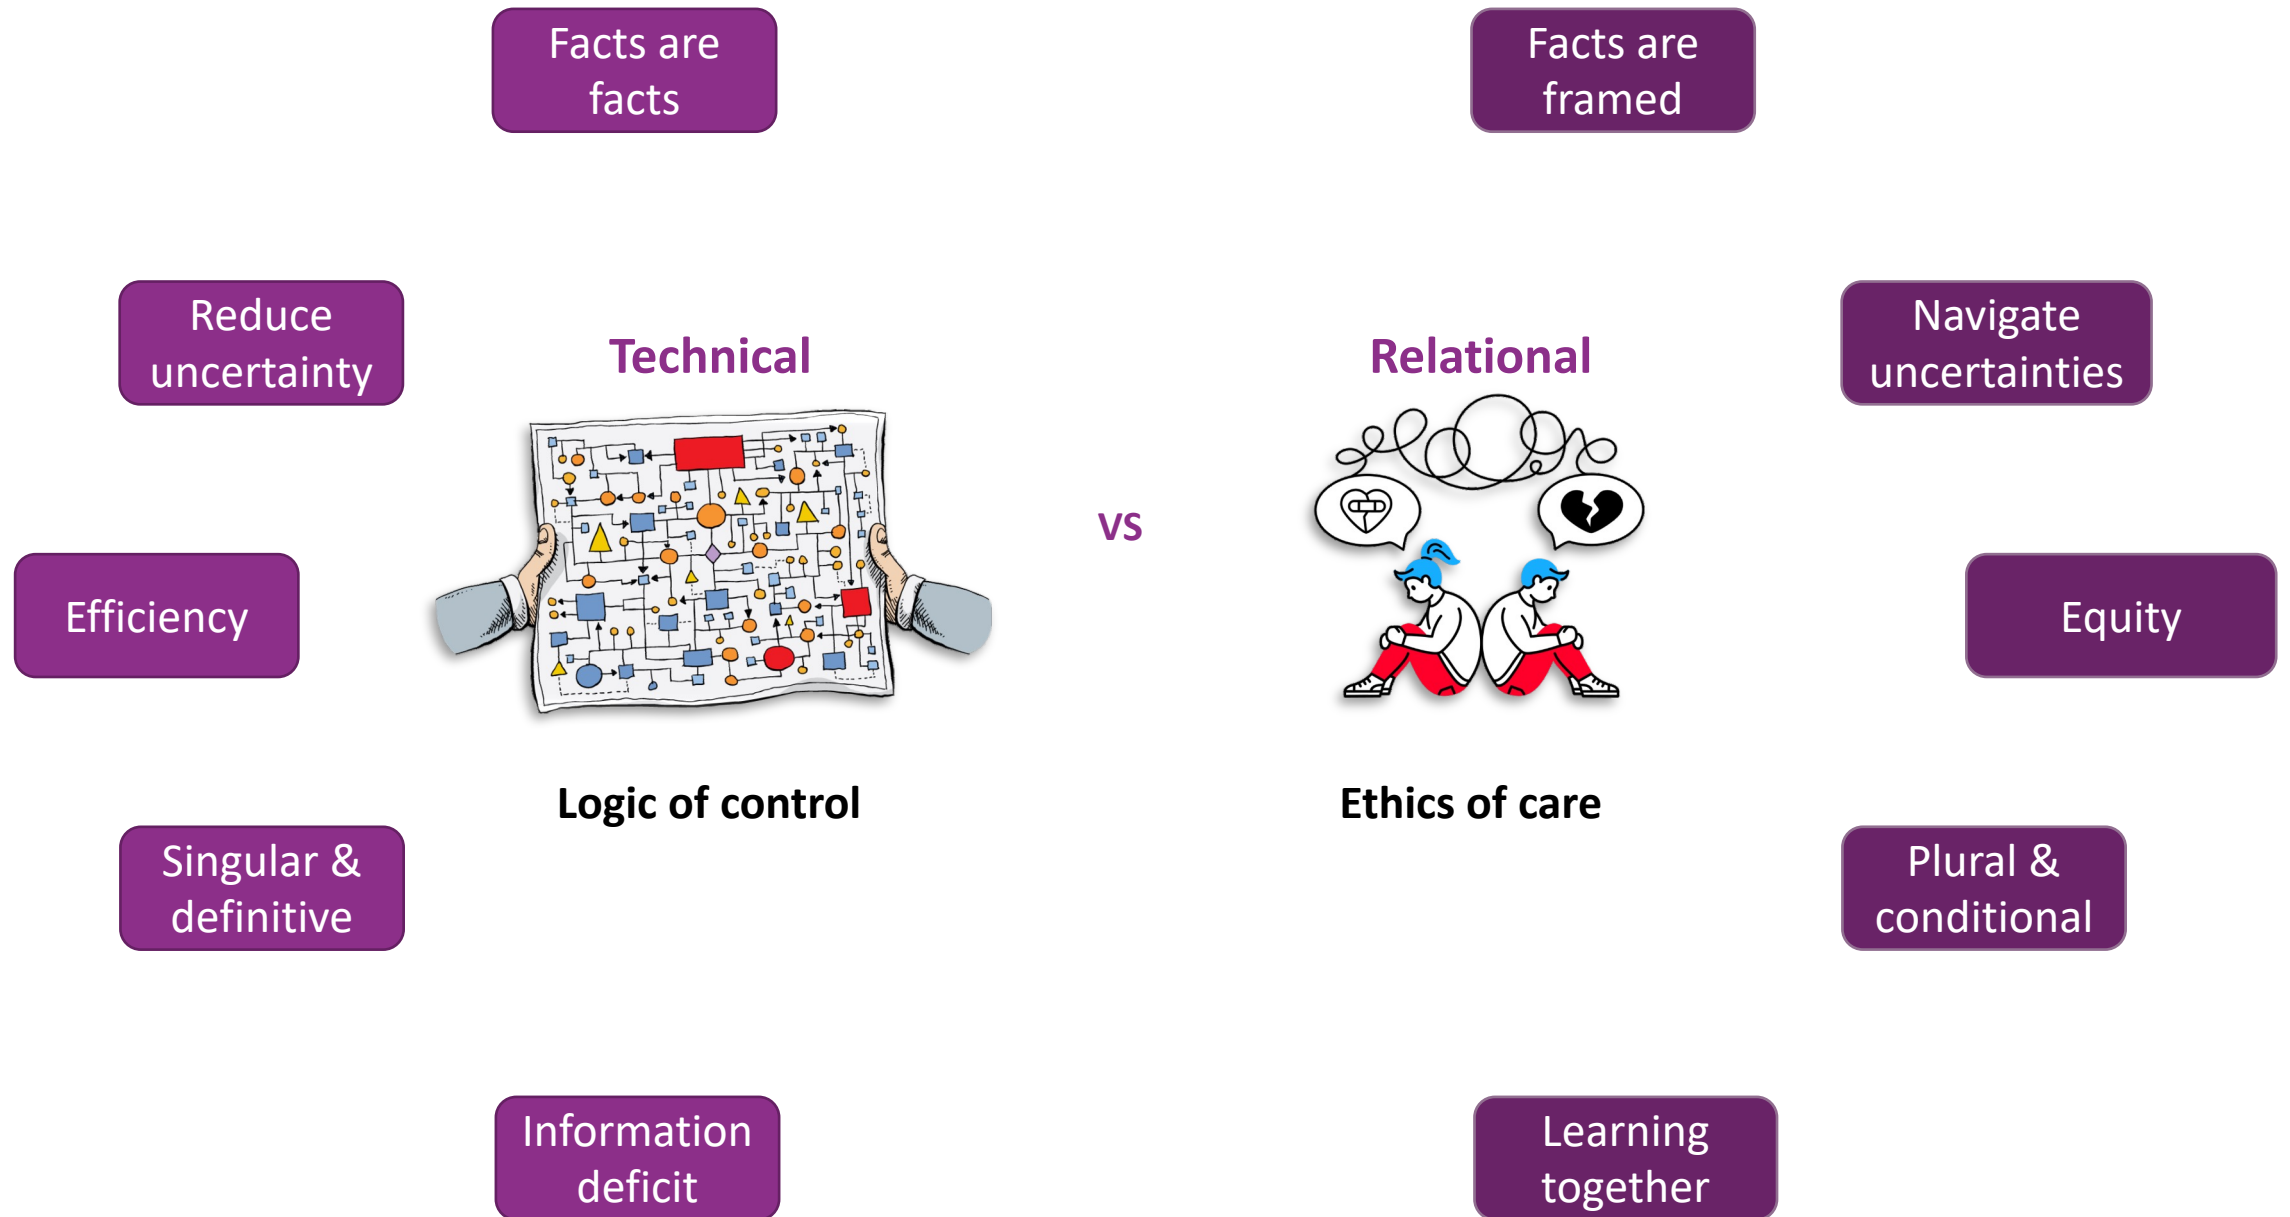 Facts are
facts
Facts are
framed
Reduce
uncertainty
Technical
Relational
Navigate
uncertainties
vs
Efficiency
Equity
Logic of control
Ethics of care
Singular &
definitive
Plural &
conditional
Information
deficit
Learning
together